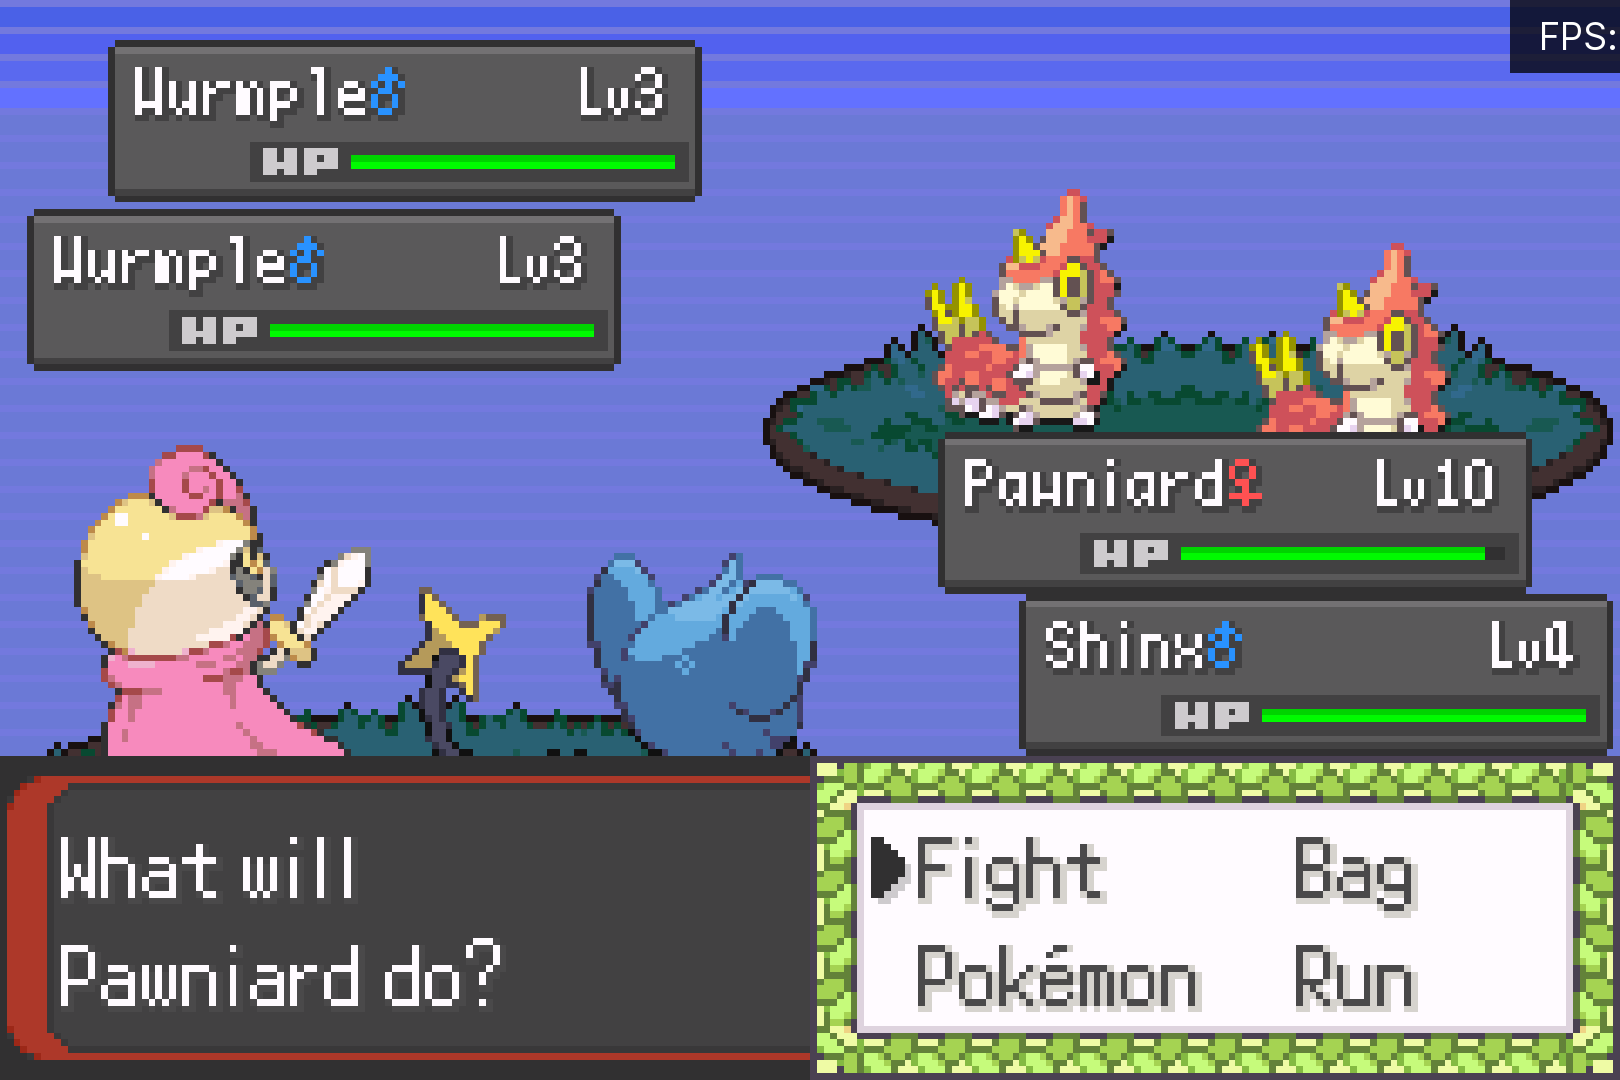 FPS:
Wurmple♂ Lv3
HP
Wurmple♂ Lv3
HP
Pawniard♀ Lv10
HP
Shinx♂ Lv4
HP
What will
Pawniard do?
Fight Bag
Pokémon Run